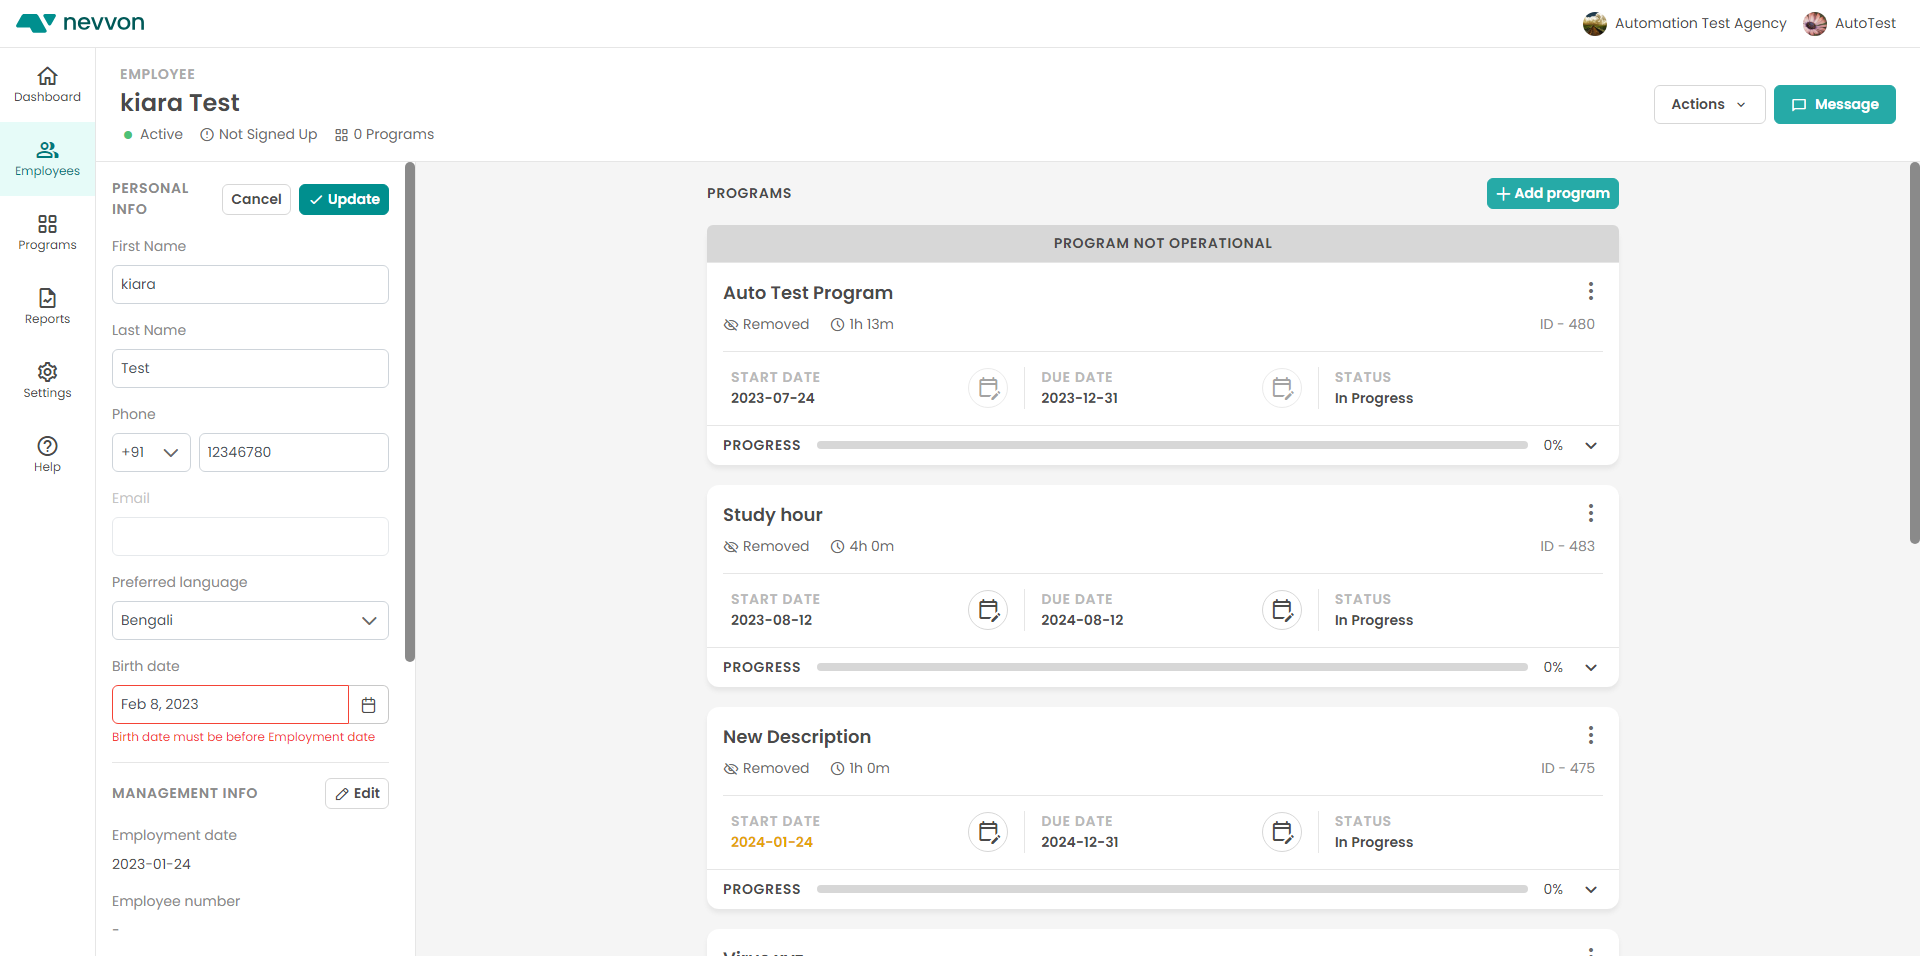 nevvon
Automation Test Agency
AutoTest
Dashboard
Employees
Programs
Reports
Settings
Help
EMPLOYEE
kiara Test
Active
Not Signed Up
0 Programs
Actions
Message
PERSONAL
INFO
Cancel
Update
First Name
kiara
Last Name
Test
Phone
+91
12346780
Email
Preferred language
Bengali
Birth date
Feb 8, 2023
Birth date must be before Employment date
MANAGEMENT INFO
Edit
Employment date
2023-01-24
Employee number
-
PROGRAMS
Add program
PROGRAM NOT OPERATIONAL
Auto Test Program
Removed
1h 13m
ID - 480
START DATE
2023-07-24
DUE DATE
2023-12-31
STATUS
In Progress
PROGRESS
0%
Study hour
Removed
4h 0m
ID - 483
START DATE
2023-08-12
DUE DATE
2024-08-12
STATUS
In Progress
PROGRESS
0%
New Description
Removed
1h 0m
ID - 475
START DATE
2024-01-24
DUE DATE
2024-12-31
STATUS
In Progress
PROGRESS
0%